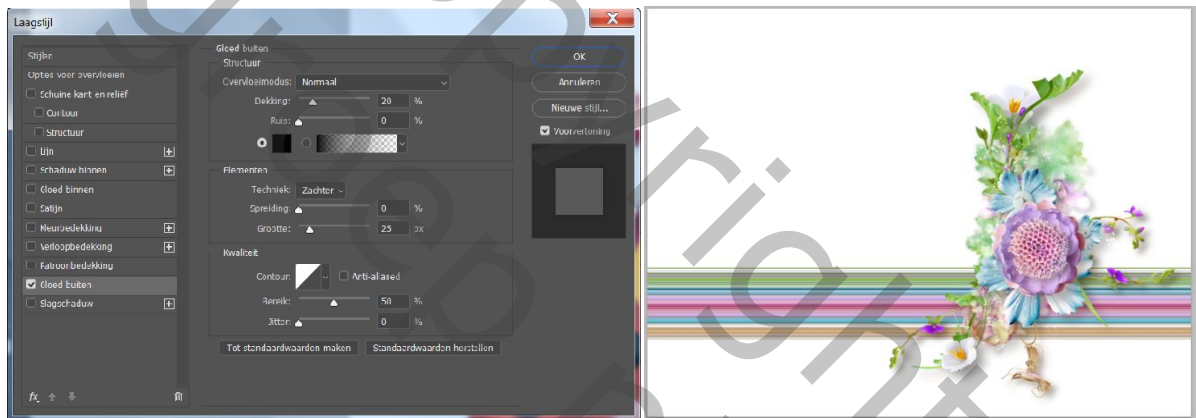 Laagstijl
Stijlen
Opties voor overvloeien
Schuine kant en reliëf
Contour
Structuur
Lijn
Schaduw binnen
Gloed binnen
Satijn
Kleurbedekking
Verloopbedekking
Patroonbedekking
Gloed buiten
Slagschaduw
fx
Gloed buiten
Structuur
Overvloeimodus: Normaal
Dekking: 20 %
Ruis: 0 %
Elementen
Techniek: Zachter
Spreiding: 0 %
Grootte: 25 px
Kwaliteit
Contour: Anti-aliased
Bereik: 50 %
Jitter: 0 %
Tot standaardwaarden maken Standaardwaarden herstellen
OK
Annuleren
Nieuwe stijl...
Voorvertoning